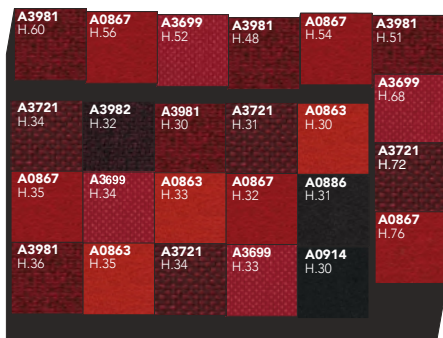 A3981
H.60
A0867
H.56
A3699
H.52
A3981
H.48
A0867
H.54
A3981
H.51
A3699
H.68
A3721
H.34
A3982
H.32
A3981
H.30
A3721
H.31
A0863
H.30
A3721
H.72
A0867
H.35
A3699
H.34
A0863
H.33
A0867
H.32
A0886
H.31
A0867
H.76
A3981
H.36
A0863
H.35
A3721
H.34
A3699
H.33
A0914
H.30